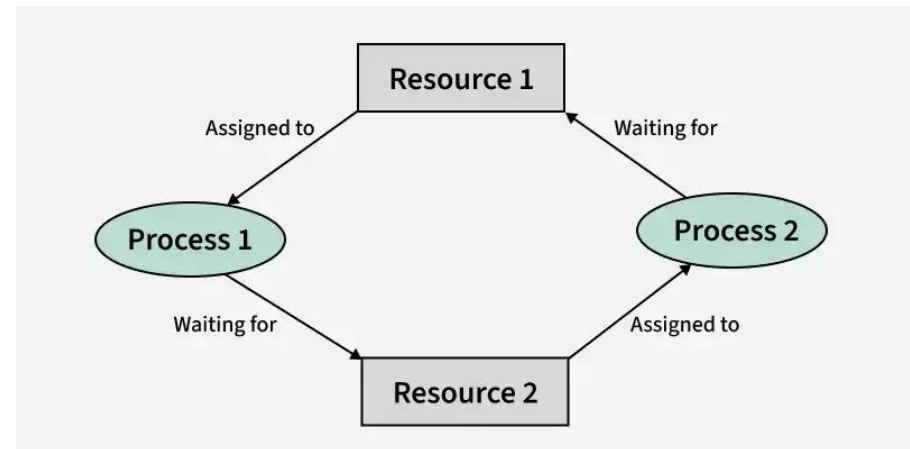 Resource 1
Assigned to
Waiting for
Process 1
Process 2
Waiting for
Assigned to
Resource 2